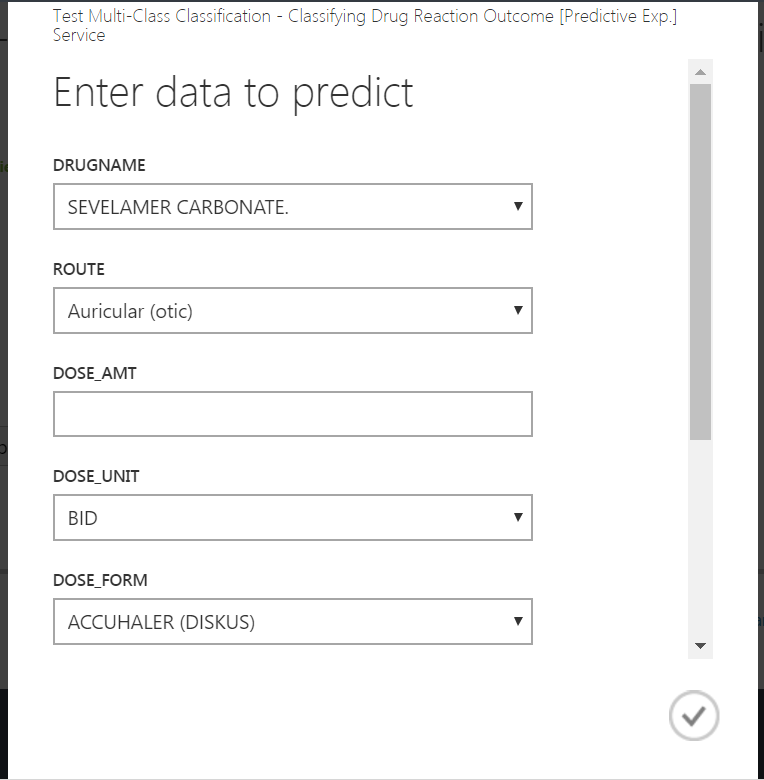 Test Multi-Class Classification - Classifying Drug Reaction Outcome [Predictive Exp.]
Service
Enter data to predict
DRUGNAME
SEVELAMER CARBONATE.
ROUTE
Auricular (otic)
DOSE_AMT
DOSE_UNIT
BID
DOSE_FORM
ACCUHALER (DISKUS)